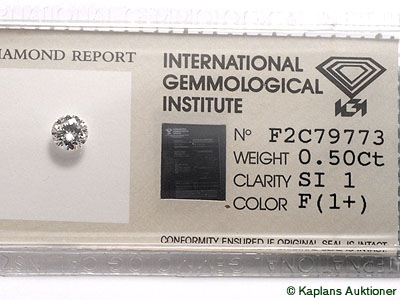 DIAMOND REPORT
INTERNATIONAL
GEMMOLOGICAL
INSTITUTE
IGI
Nº F2C79773
WEIGHT 0.50Ct
CLARITY SI 1
COLOR F(1+)
CONFORMITY ENSURED IF ORIGINAL SEAL IS INTACT
© Kaplans Auktioner